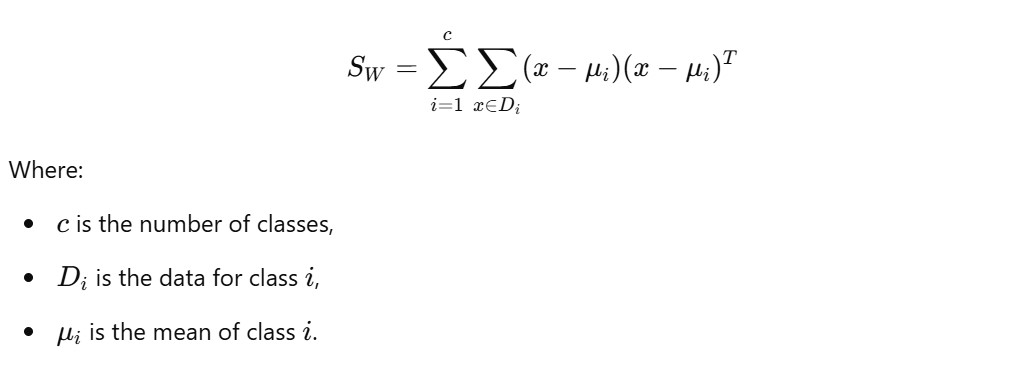 $S_W = \sum_{i=1}^{c} \sum_{x \in D_i} (x - \mu_i)(x - \mu_i)^T$
Where:
• $c$ is the number of classes,
• $D_i$ is the data for class $i$,
• $\mu_i$ is the mean of class $i$.